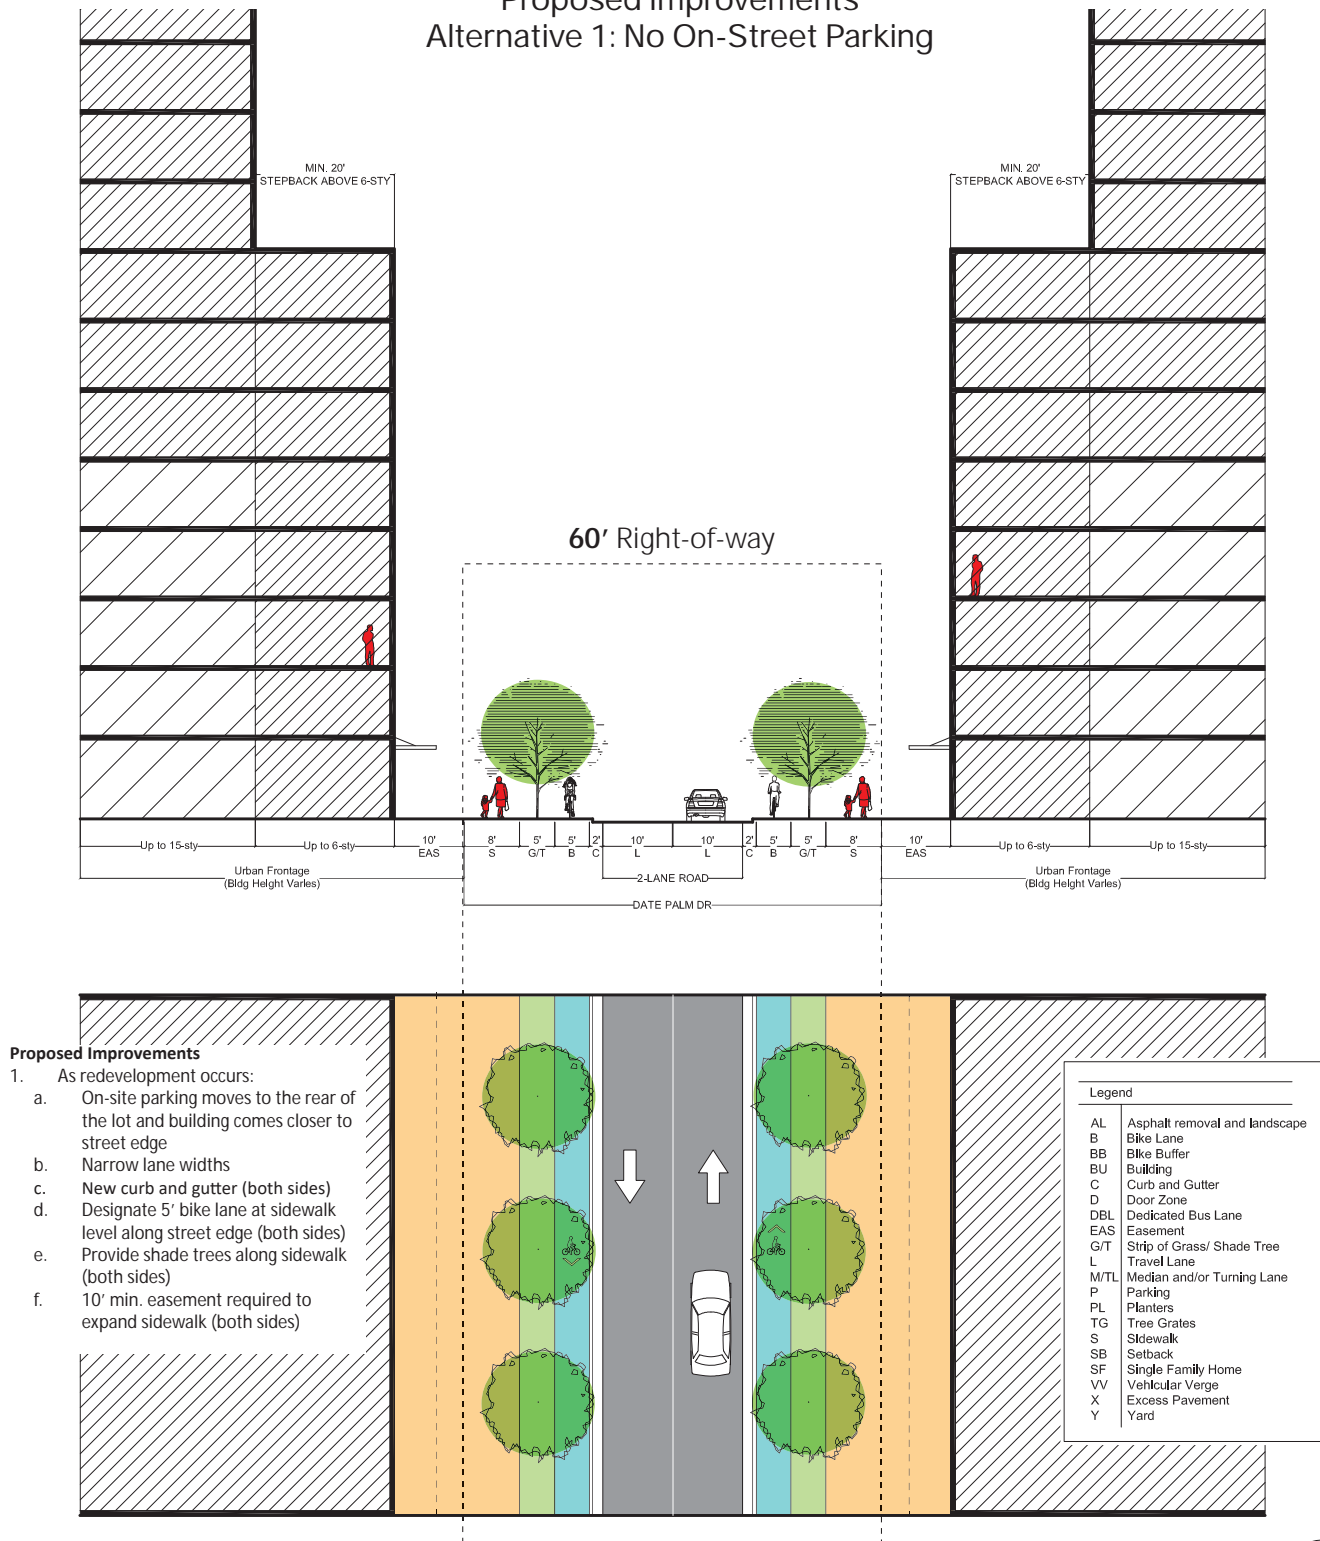 Proposed Improvements
Alternative 1: No On-Street Parking
MIN. 20'
STEPBACK ABOVE 6-STY
MIN. 20'
STEPBACK ABOVE 6-STY
60' Right-of-way
Up to 15-sty
Up to 6-sty
10'
EAS
8'
S
5'
G/T
5'
B
2'
C
10'
L
10'
L
2'
C
5'
B
5'
G/T
8'
S
10'
EAS
Up to 6-sty
Up to 15-sty
Urban Frontage
(Bldg Height Varies)
2-LANE ROAD
Urban Frontage
(Bldg Height Varies)
DATE PALM DR
Proposed Improvements
1. As redevelopment occurs:
a. On-site parking moves to the rear of
the lot and building comes closer to
street edge
b. Narrow lane widths
c. New curb and gutter (both sides)
d. Designate 5' bike lane at sidewalk
level along street edge (both sides)
e. Provide shade trees along sidewalk
(both sides)
f. 10' min. easement required to
expand sidewalk (both sides)
Legend
AL Asphalt removal and landscape
B Bike Lane
BB Bike Buffer
BU Building
C Curb and Gutter
D Door Zone
DBL Dedicated Bus Lane
EAS Easement
G/T Strip of Grass/ Shade Tree
L Travel Lane
M/TL Median and/or Turning Lane
P Parking
PL Planters
TG Tree Grates
S Sidewalk
SB Setback
SF Single Family Home
VV Vehicular Verge
X Excess Pavement
Y Yard